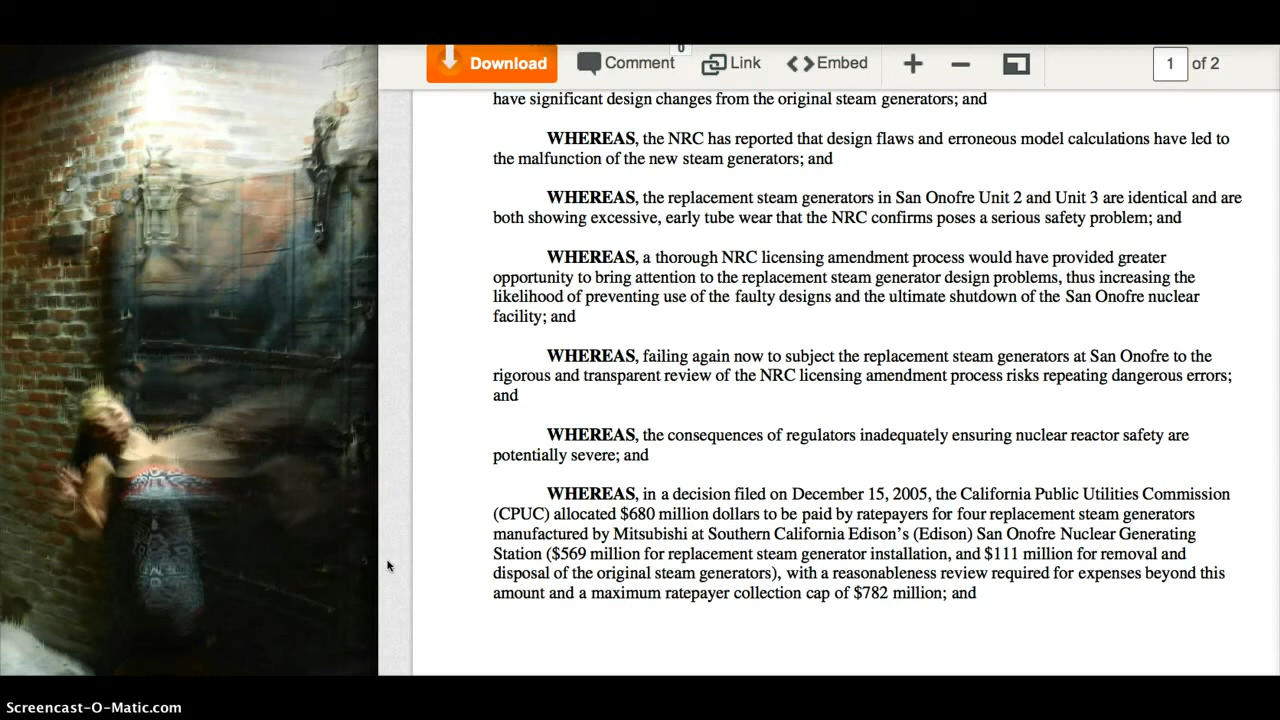 0
Download Comment Link Embed 1 of 2
have significant design changes from the original steam generators; and
WHEREAS, the NRC has reported that design flaws and erroneous model calculations have led to
the malfunction of the new steam generators; and
WHEREAS, the replacement steam generators in San Onofre Unit 2 and Unit 3 are identical and are
both showing excessive, early tube wear that the NRC confirms poses a serious safety problem; and
WHEREAS, a thorough NRC licensing amendment process would have provided greater
opportunity to bring attention to the replacement steam generator design problems, thus increasing the
likelihood of preventing use of the faulty designs and the ultimate shutdown of the San Onofre nuclear
facility; and
WHEREAS, failing again now to subject the replacement steam generators at San Onofre to the
rigorous and transparent review of the NRC licensing amendment process risks repeating dangerous errors;
and
WHEREAS, the consequences of regulators inadequately ensuring nuclear reactor safety are
potentially severe; and
WHEREAS, in a decision filed on December 15, 2005, the California Public Utilities Commission
(CPUC) allocated $680 million dollars to be paid by ratepayers for four replacement steam generators
manufactured by Mitsubishi at Southern California Edison’s (Edison) San Onofre Nuclear Generating
Station ($569 million for replacement steam generator installation, and $111 million for removal and
disposal of the original steam generators), with a reasonableness review required for expenses beyond this
amount and a maximum ratepayer collection cap of $782 million; and
Screencast-O-Matic.com